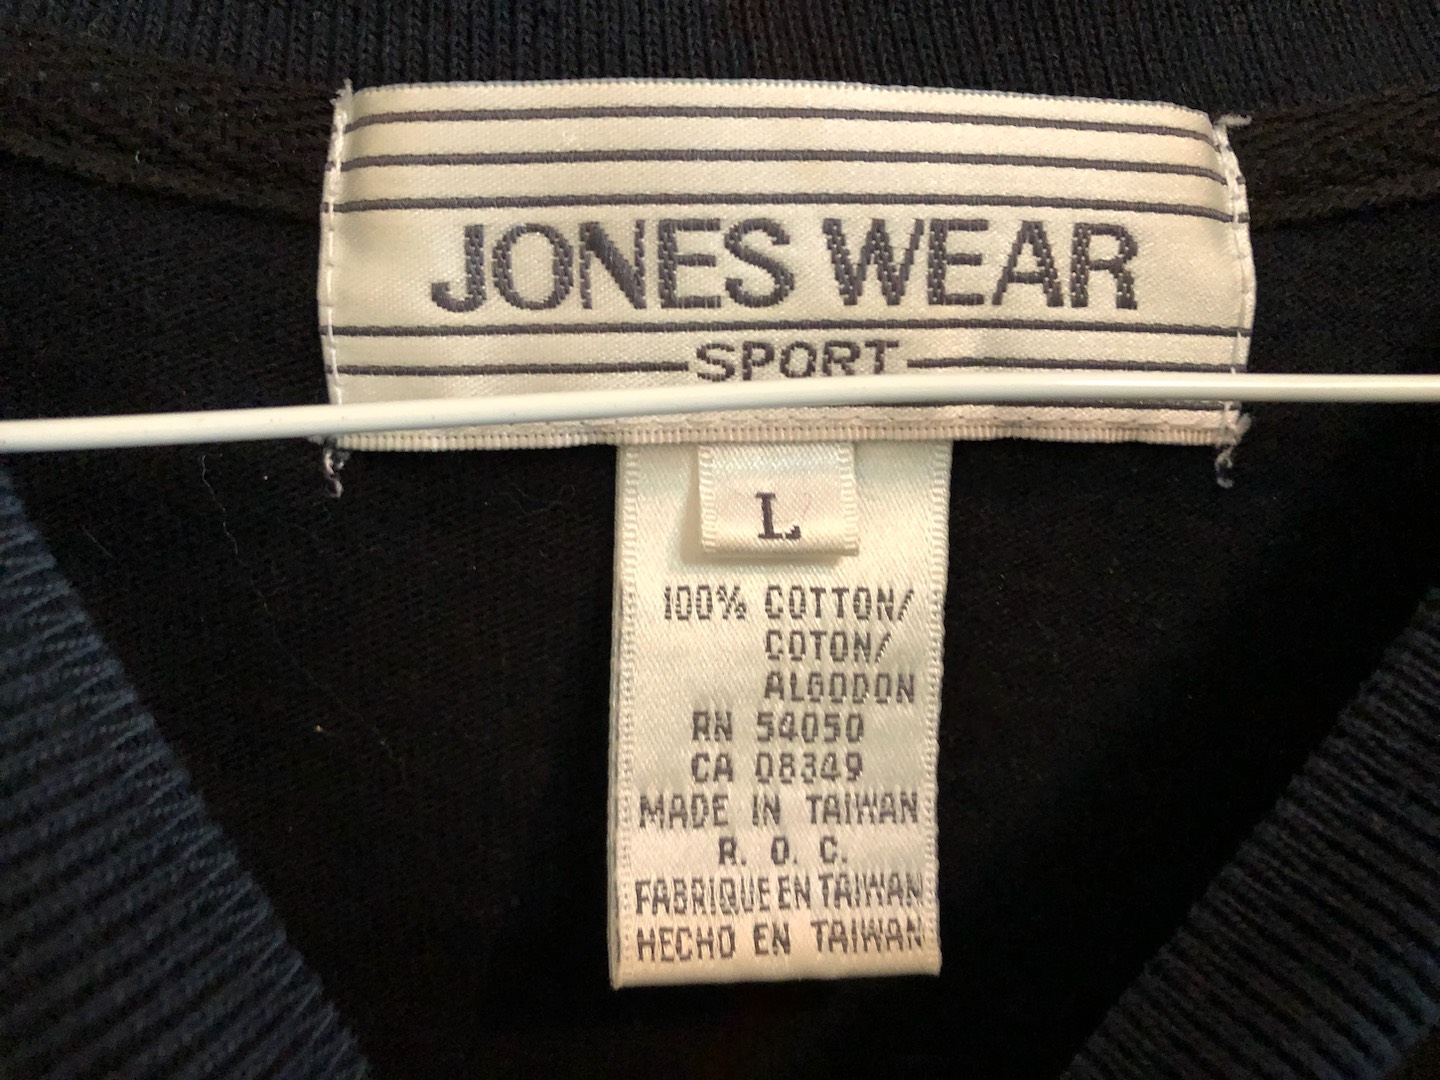 JONES WEAR
SPORT
L
100% COTTON/
COTON/
ALGODON
RN 54050
CA 08349
MADE IN TAIWAN
R. O. C.
FABRIQUE EN TAIWAN
HECHO EN TAIWAN